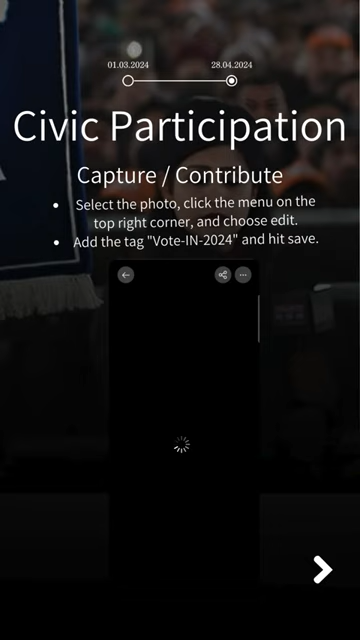 01.03.2024 28.04.2024
Civic Participation
Capture / Contribute
• Select the photo, click the menu on the
top right corner, and choose edit.
• Add the tag "Vote-IN-2024" and hit save.